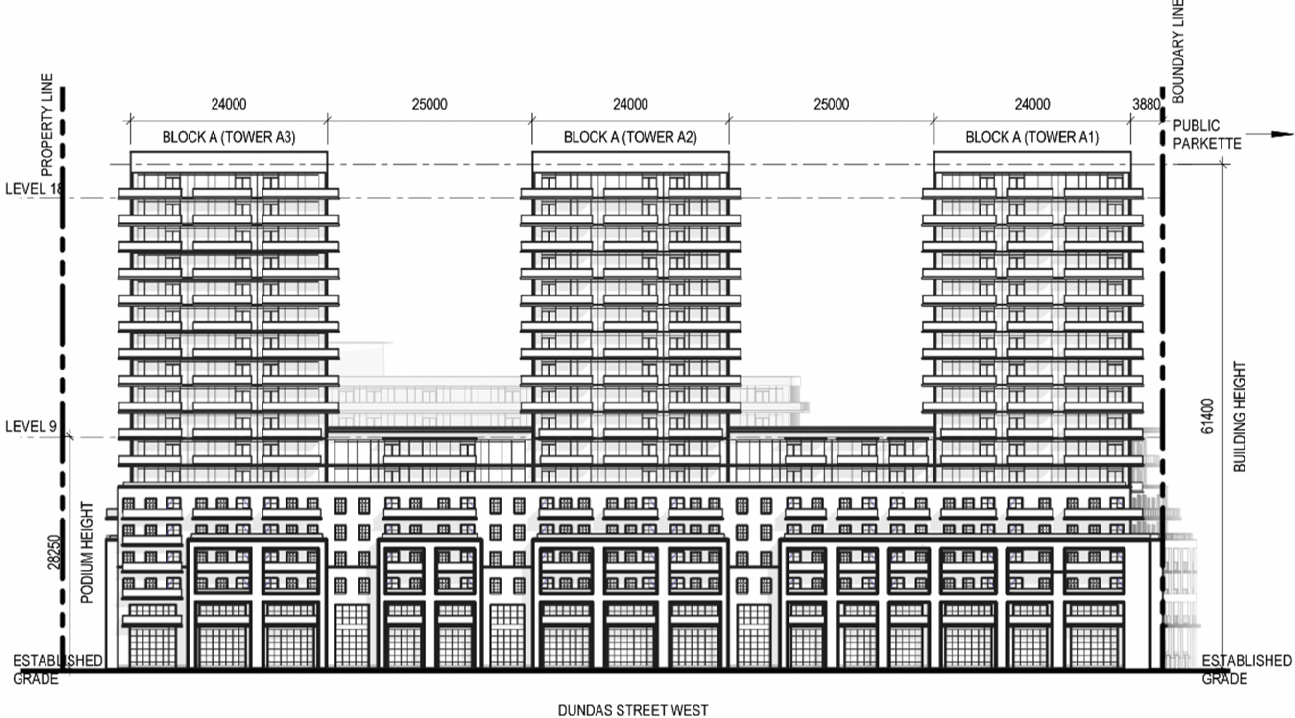 PROPERTY LINE
BOUNDARY LINE
24000
25000
24000
25000
24000
3880
BLOCK A (TOWER A3)
BLOCK A (TOWER A2)
BLOCK A (TOWER A1)
PUBLIC
PARKETTE
LEVEL 18
LEVEL 9
61400
BUILDING HEIGHT
28250
PODIUM HEIGHT
ESTABLISHED
GRADE
ESTABLISHED
GRADE
DUNDAS STREET WEST